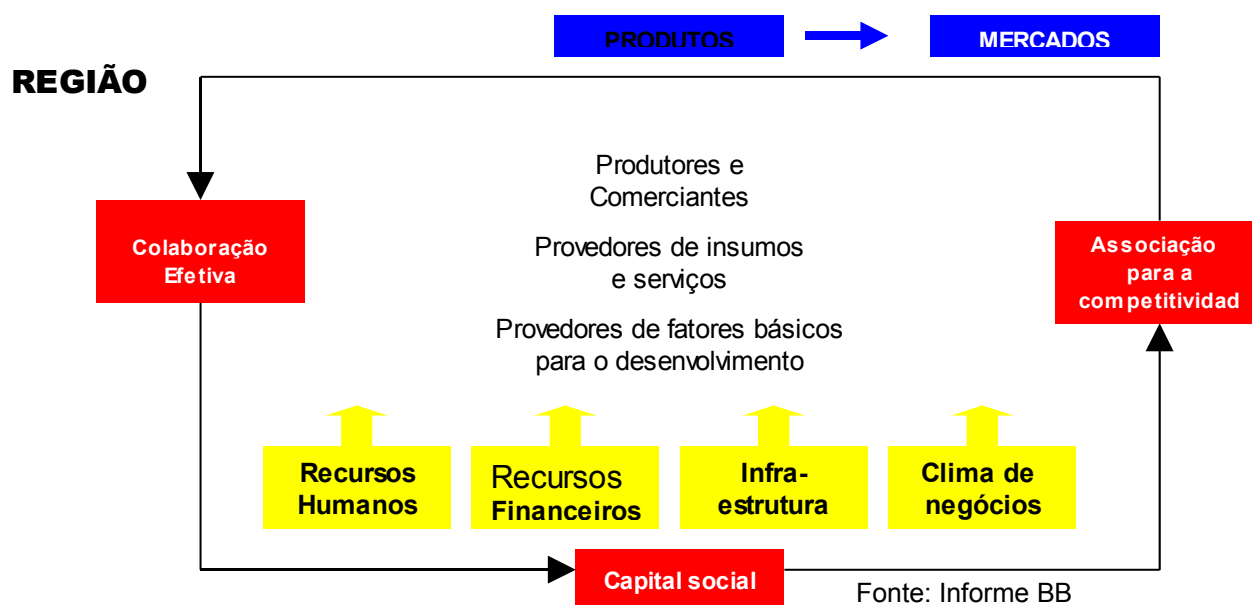 PRODUTOS
MERCADOS
REGIÃO
Produtores e
Comerciantes
Colaboração
Efetiva
Provedores de insumos
e serviços
Associação
para a
competitividad
Provedores de fatores básicos
para o desenvolvimento
Recursos
Humanos
Recursos
Financeiros
Infra-
estrutura
Clima de
negócios
Capital social
Fonte: Informe BB